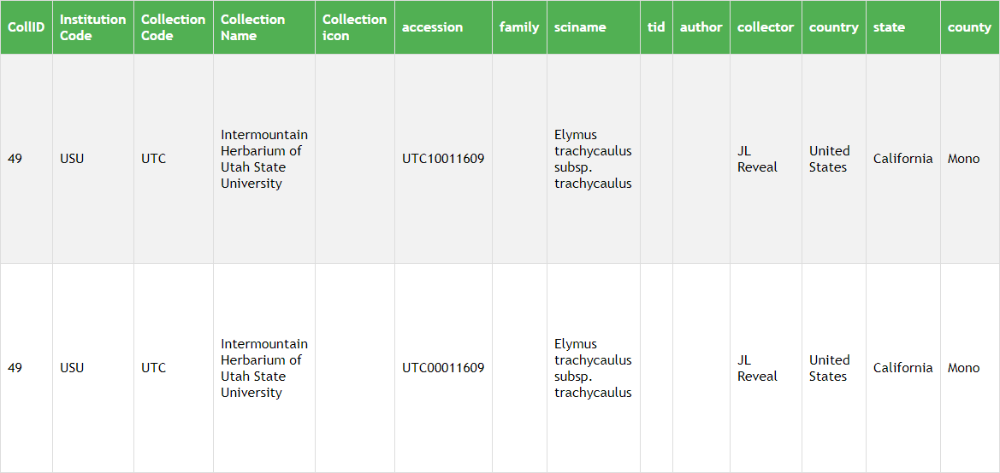 CollID Institution Code Collection Code Collection Name Collection icon accession family sciname tid author collector country state county
49 USU UTC Intermountain Herbarium of Utah State University UTC10011609 Elymus trachycaulus subsp. trachycaulus JL Reveal United States California Mono
49 USU UTC Intermountain Herbarium of Utah State University UTC00011609 Elymus trachycaulus subsp. trachycaulus JL Reveal United States California Mono